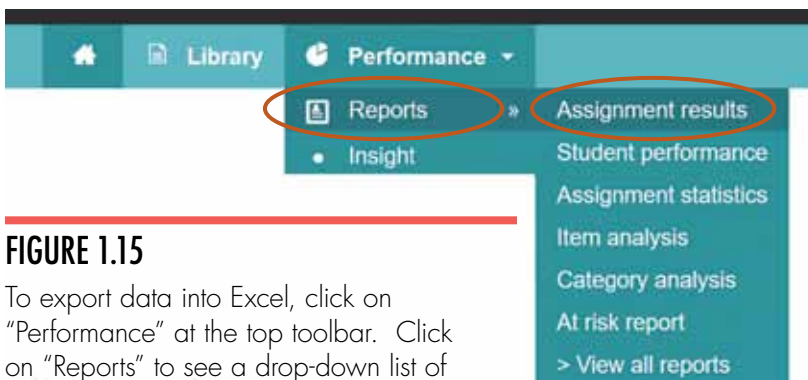 Library Performance
Reports » Assignment results
Insight Student performance
Assignment statistics
Item analysis
Category analysis
At risk report
> View all reports
FIGURE 1.15
To export data into Excel, click on
“Performance” at the top toolbar. Click
on “Reports” to see a drop-down list of